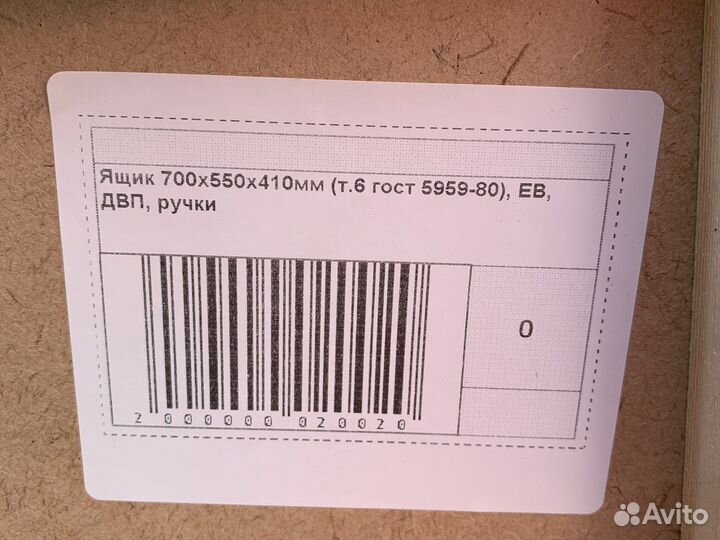 Ящик 700х550х410мм (т.6 гост 5959-80), ЕВ,
ДВП, ручки
0
2 000000 020020
Avito